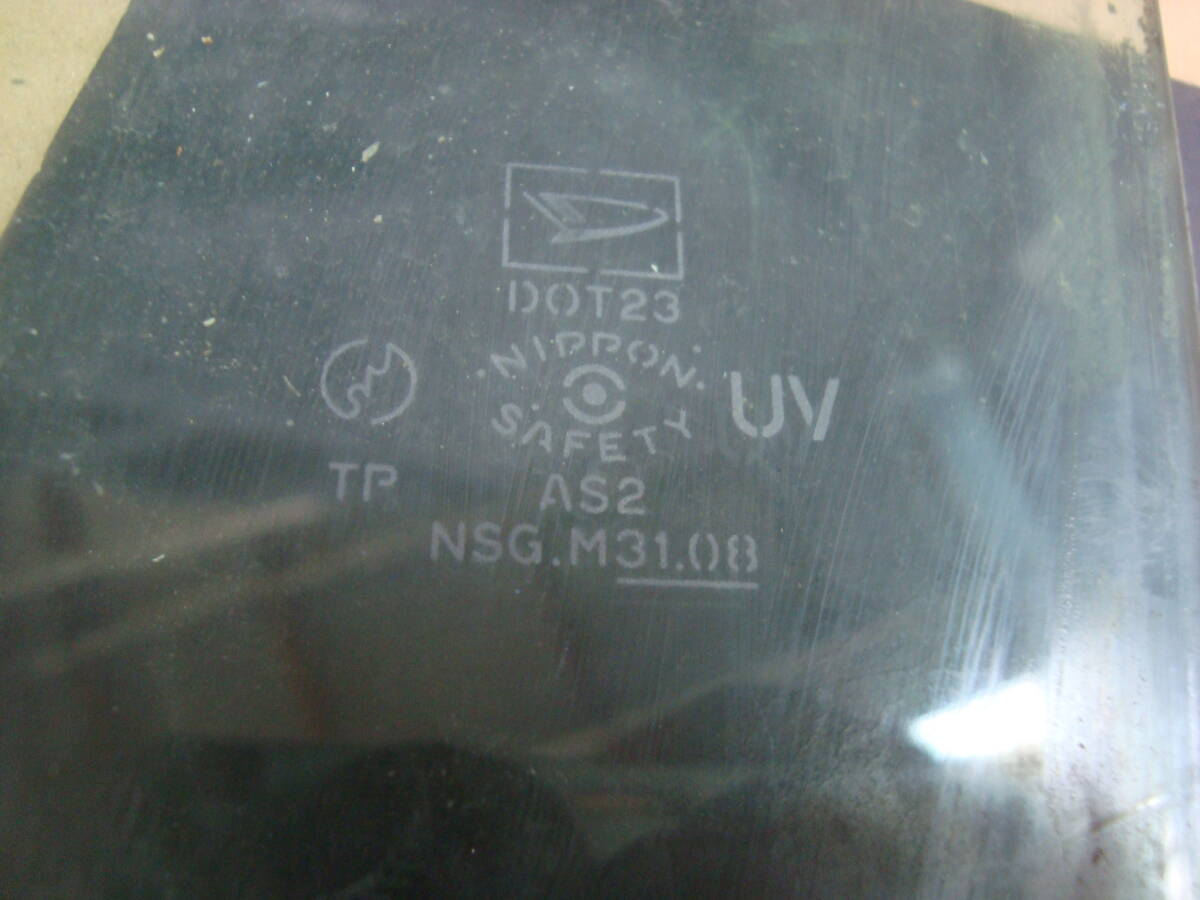 DOT23
NIPPON
SAFETY
UV
TP
AS2
NSG.M31.08